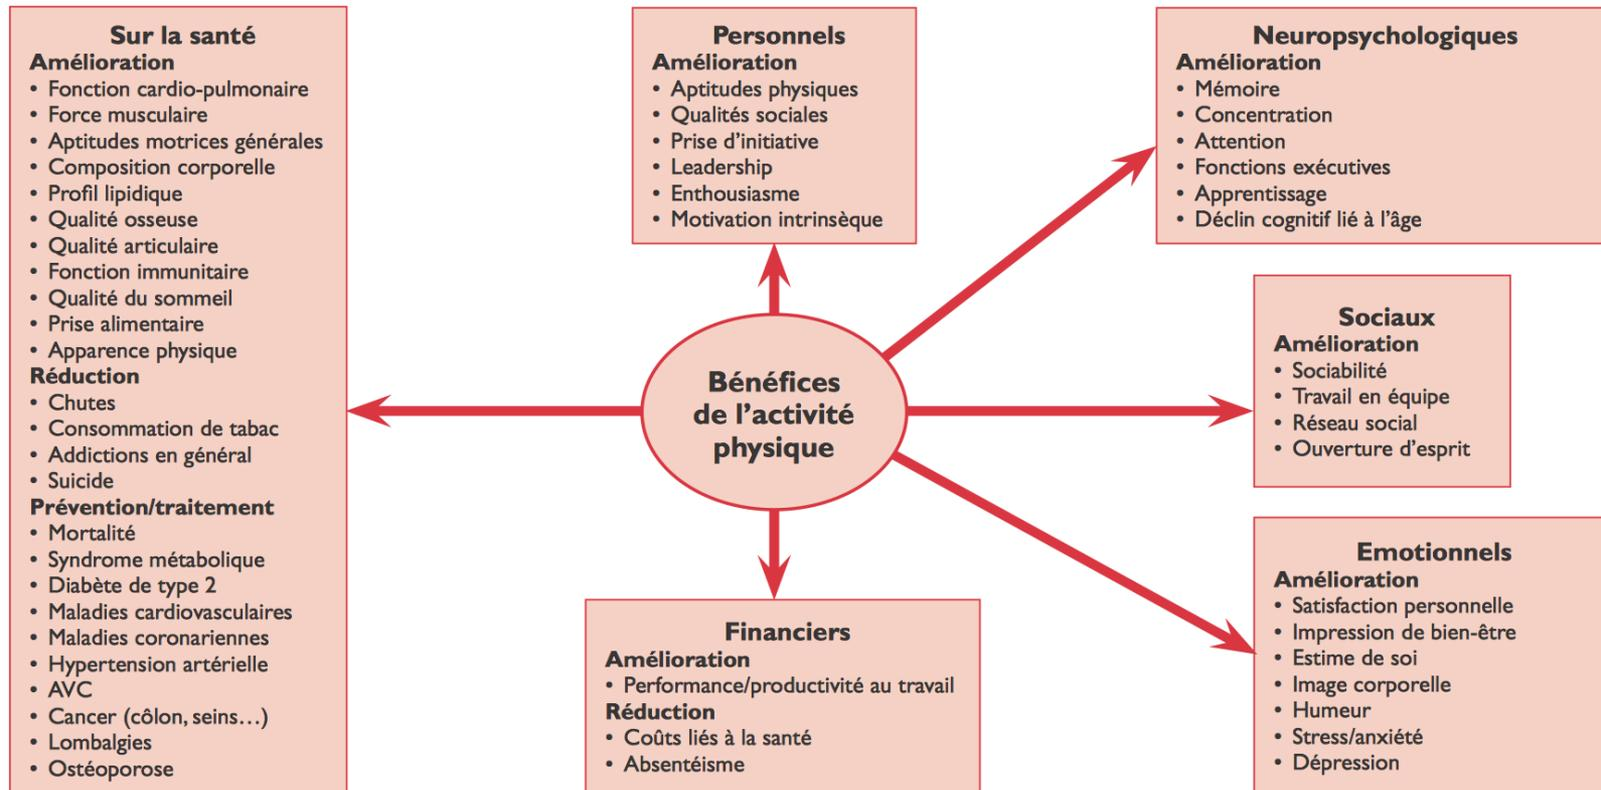 Sur la santé
Amélioration
• Fonction cardio-pulmonaire
• Force musculaire
• Aptitudes motrices générales
• Composition corporelle
• Profil lipidique
• Qualité osseuse
• Qualité articulaire
• Fonction immunitaire
• Qualité du sommeil
• Prise alimentaire
• Apparence physique
Réduction
• Chutes
• Consommation de tabac
• Addictions en général
• Suicide
Prévention/traitement
• Mortalité
• Syndrome métabolique
• Diabète de type 2
• Maladies cardiovasculaires
• Maladies coronariennes
• Hypertension artérielle
• AVC
• Cancer (côlon, seins…)
• Lombalgies
• Ostéoporose
Personnels
Amélioration
• Aptitudes physiques
• Qualités sociales
• Prise d’initiative
• Leadership
• Enthousiasme
• Motivation intrinsèque
Bénéfices
de l’activité
physique
Financiers
Amélioration
• Performance/productivité au travail
Réduction
• Coûts liés à la santé
• Absentéisme
Neuropsychologiques
Amélioration
• Mémoire
• Concentration
• Attention
• Fonctions exécutives
• Apprentissage
• Déclin cognitif lié à l’âge
Sociaux
Amélioration
• Sociabilité
• Travail en équipe
• Réseau social
• Ouverture d’esprit
Emotionnels
Amélioration
• Satisfaction personnelle
• Impression de bien-être
• Estime de soi
• Image corporelle
• Humeur
• Stress/anxiété
• Dépression